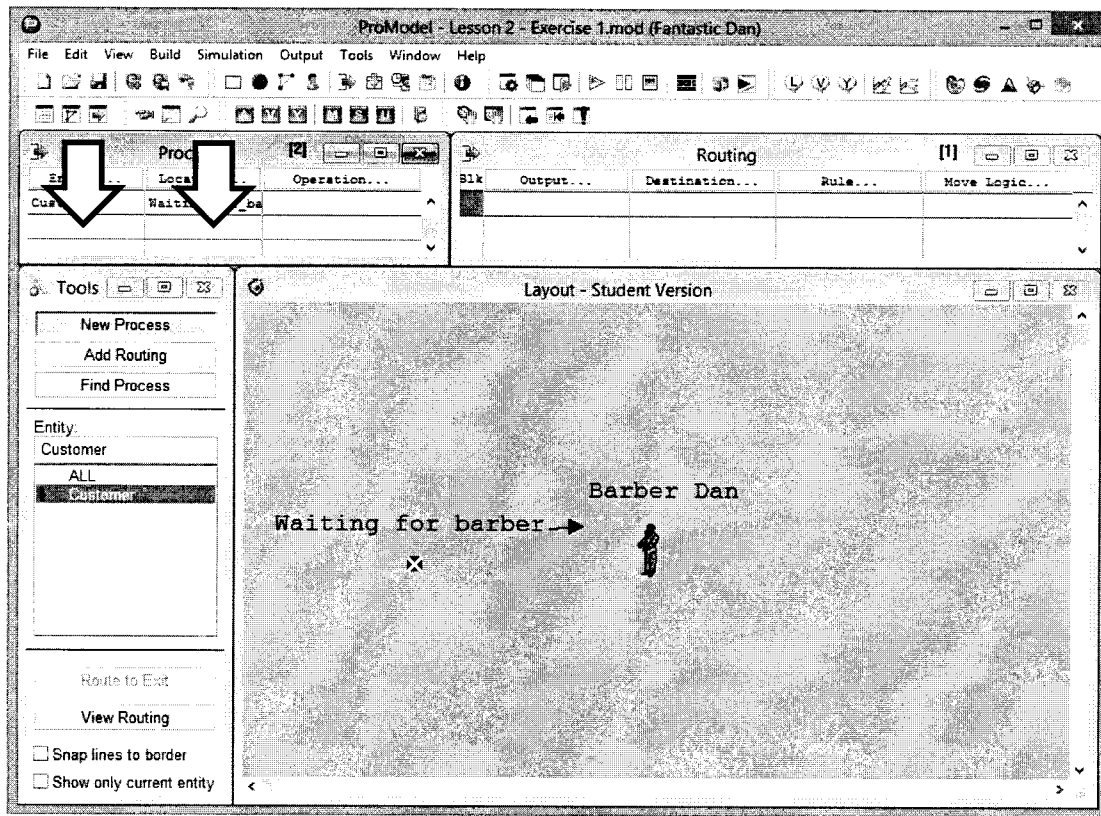 ProModel - Lesson 2 - Exercise 1.mod (Fantastic Dan)
File Edit View Build Simulation Output Tools Window Help
[2]
Operation...
Routing
[1]
Blk Output... Destination... Rule... Move Logic...
Tools
Layout - Student Version
New Process
Add Routing
Find Process
Entity:
Customer
ALL
Customer
Barber Dan
Waiting for barber
Route to Exit
View Routing
Snap lines to border
Show only current entity